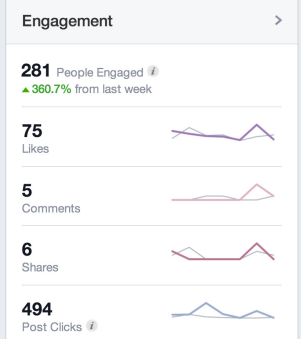 Engagement
281 People Engaged i
360.7% from last week
75
Likes
5
Comments
6
Shares
494
Post Clicks i